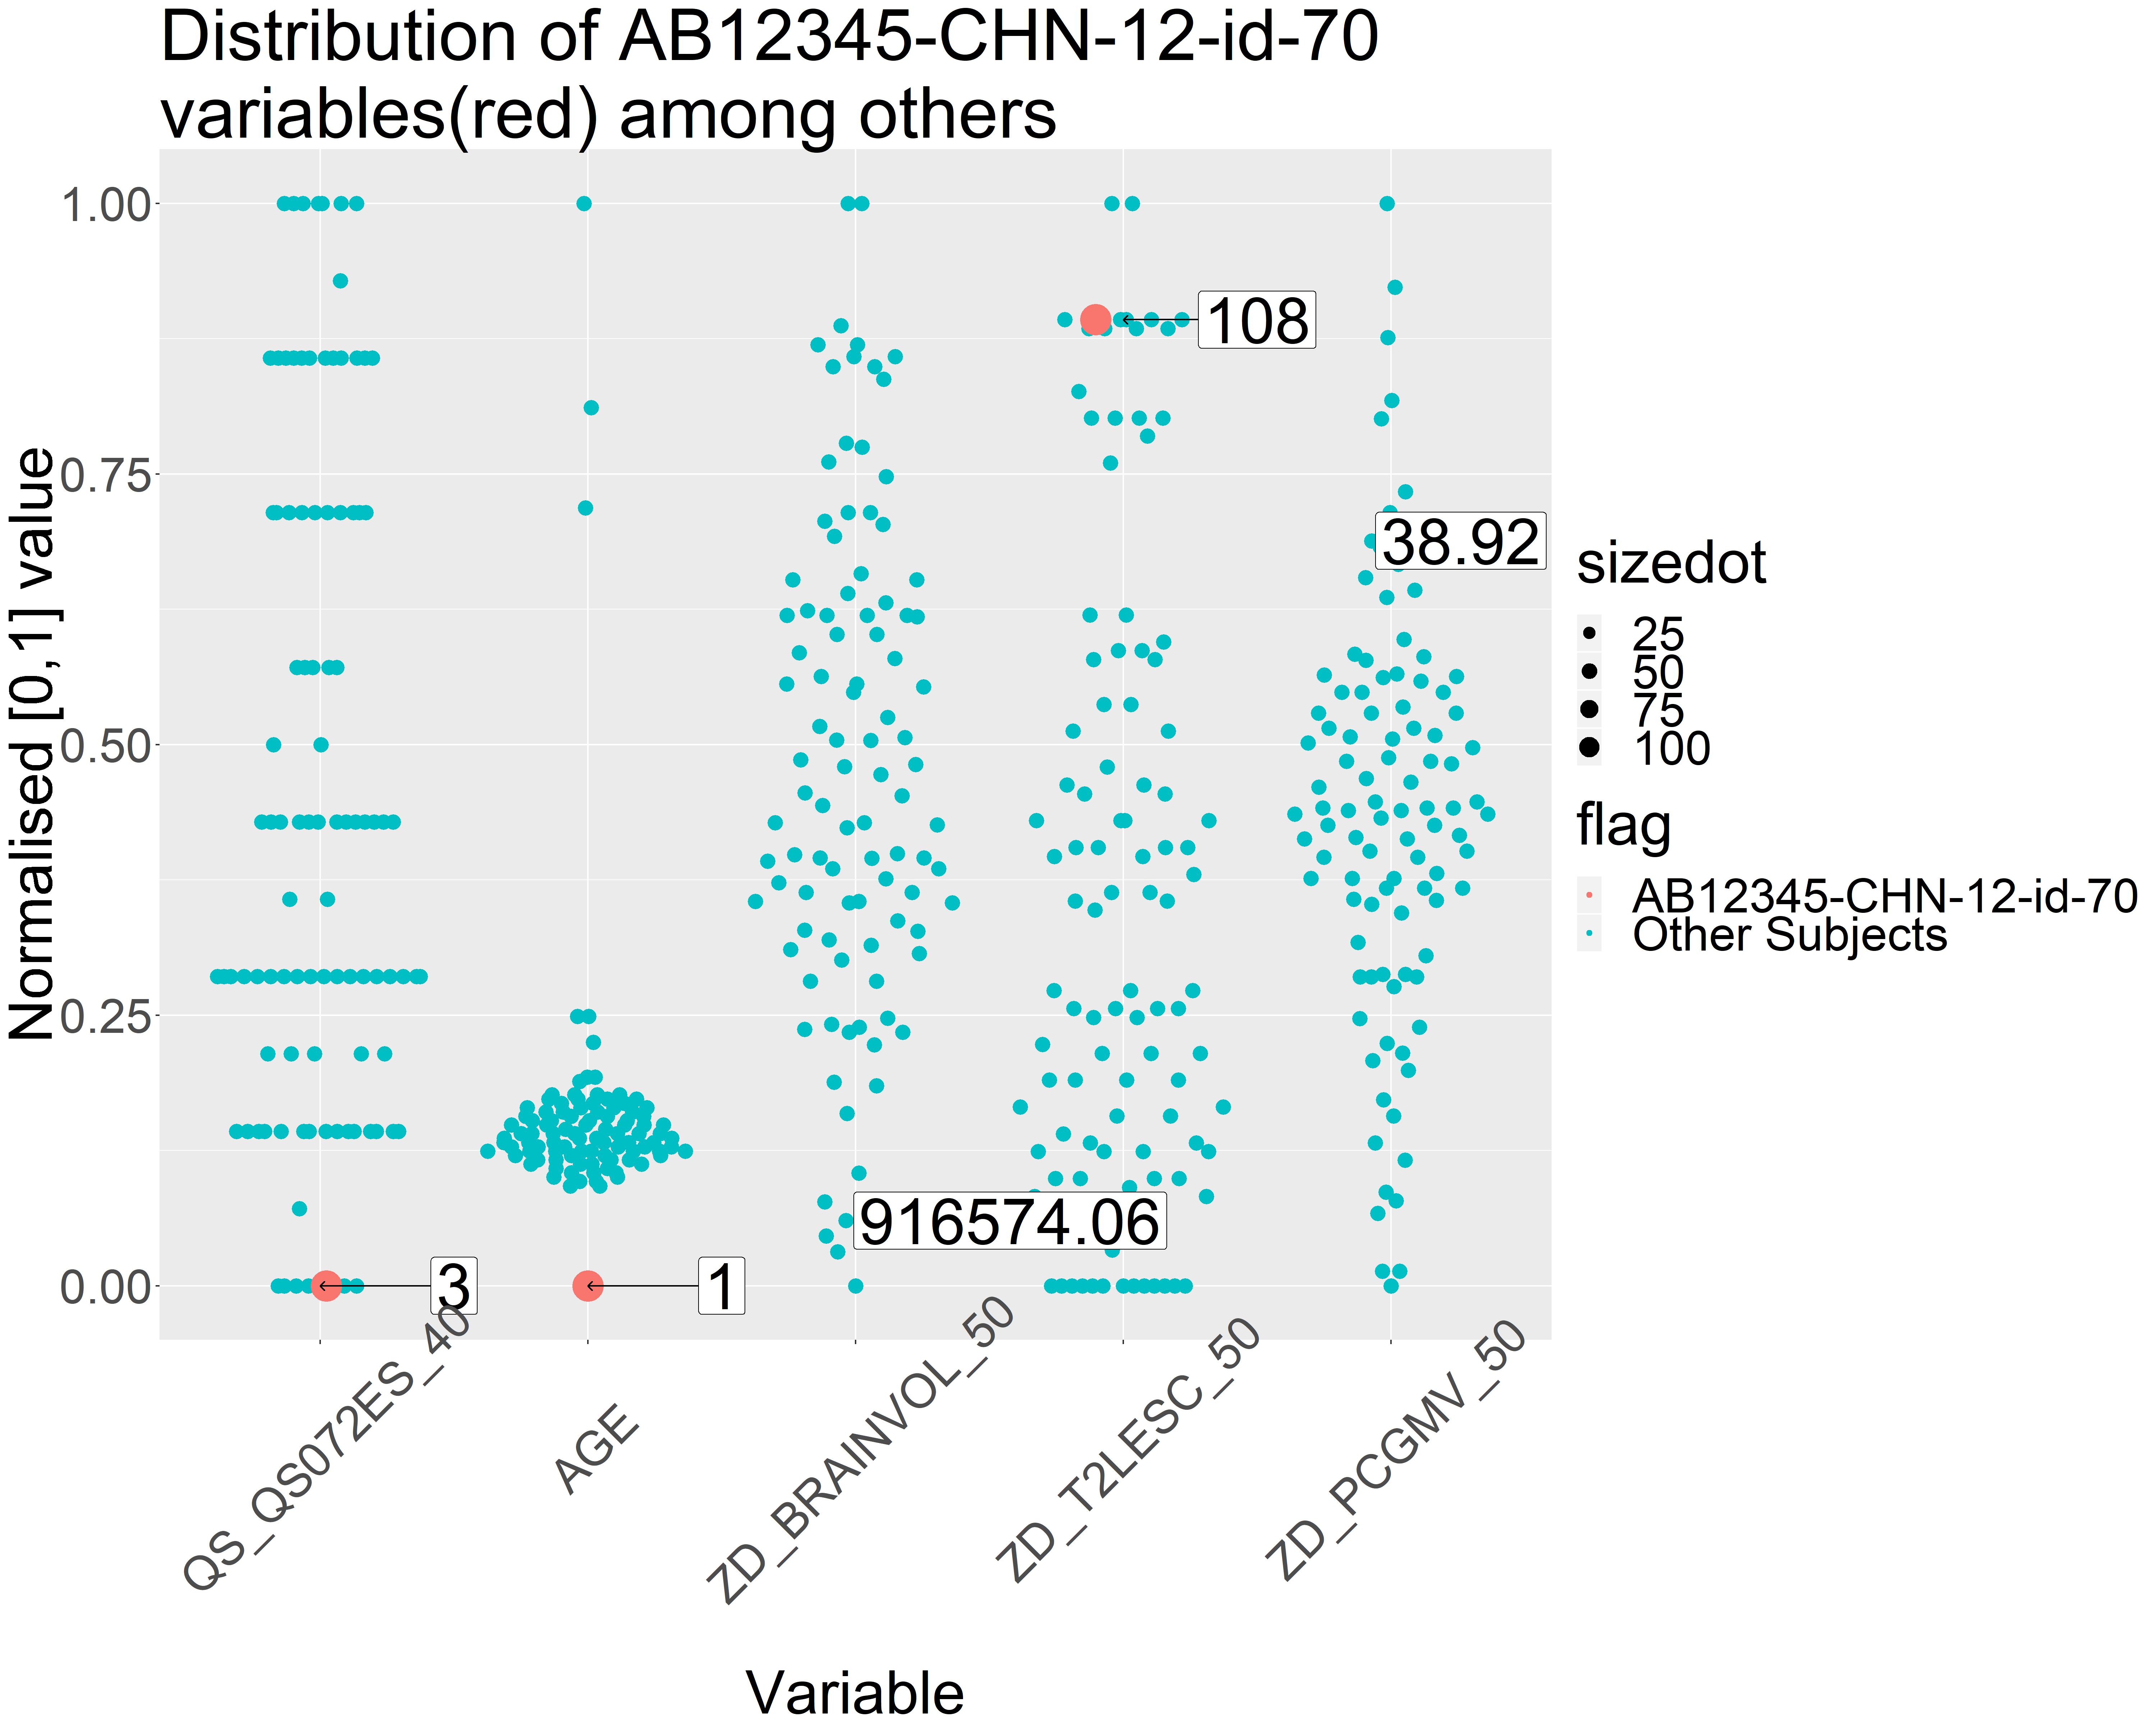 Distribution of AB12345-CHN-12-id-70
variables(red) among others
Normalised [0,1] value
1.00
0.75
0.50
0.25
0.00
108
38.92
916574.06
3
1
QS_QS072ES_40
AGE
ZD_BRAINVOL_50
ZD_T2LESC_50
ZD_PCGMV_50
Variable
sizedot
25
50
75
100
flag
AB12345-CHN-12-id-70
Other Subjects